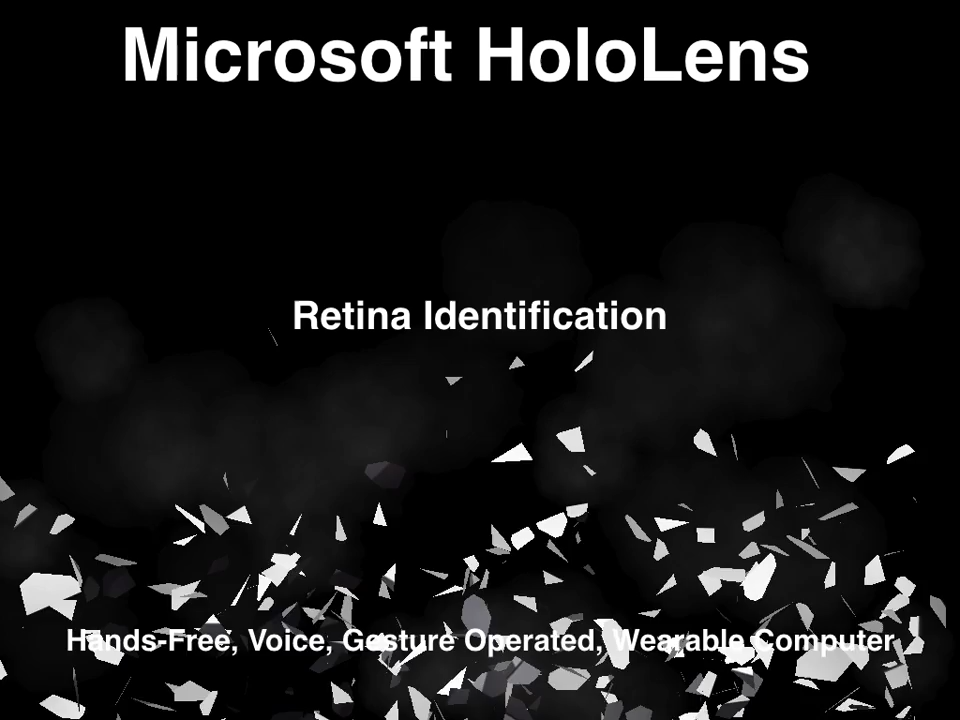 Microsoft HoloLens
Retina Identification
Hands-Free, Voice, Gesture Operated, Wearable Computer